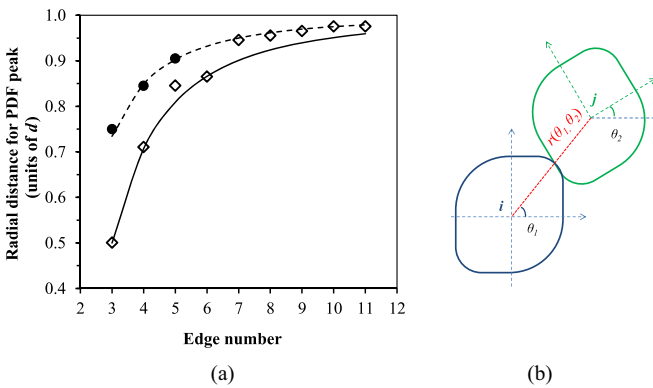 Radial distance for PDF peak
(units of d)
1.0
0.9
0.8
0.7
0.6
0.5
0.4
2 3 4 5 6 7 8 9 10 11 12
Edge number
(a)
j
θ2
r(θ1,θ2)
i
θ1
(b)